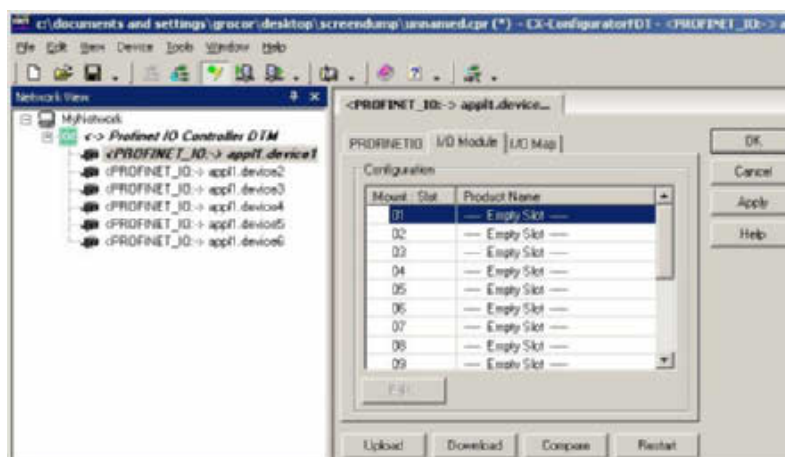 c:\documents and settings\grocor\desktop\screendump\unnamed.cpr (*) - CX-ConfiguratorFDT - <PROFINET_IO:-> a
File Edit View Device Tools Window Help
Network View
MyNetwork
<-> Profinet IO Controller DTM
<PROFINET_IO:-> appl1.device1
<PROFINET_IO:-> appl1.device2
<PROFINET_IO:-> appl1.device3
<PROFINET_IO:-> appl1.device4
<PROFINET_IO:-> appl1.device5
<PROFINET_IO:-> appl1.device6
<PROFINET_IO:-> appl1.device...
PROFINETIO I/O Module I/O Map
Configuration
Mount : Slot Product Name
01 ---- Empty Slot ----
02 ---- Empty Slot ----
03 ---- Empty Slot ----
04 ---- Empty Slot ----
05 ---- Empty Slot ----
06 ---- Empty Slot ----
07 ---- Empty Slot ----
08 ---- Empty Slot ----
09 ---- Empty Slot ----
Edit
Upload Download Compare Restart
OK
Cancel
Apply
Help